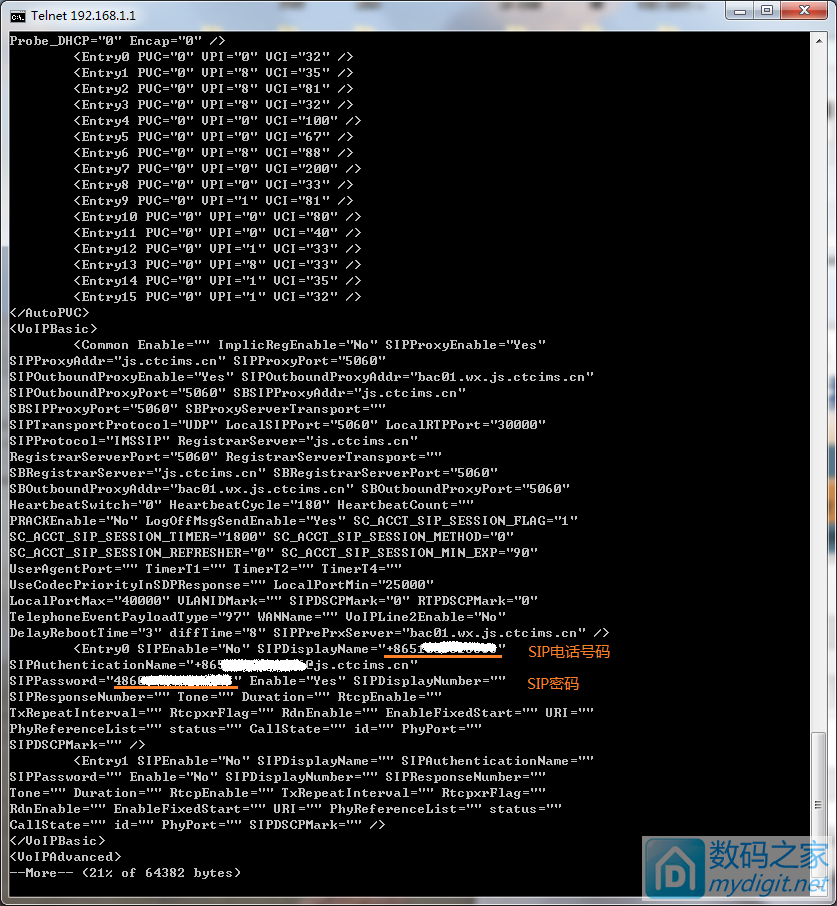 Telnet 192.168.1.1
Probe_DHCP="0" Encap="0" />
<Entry0 PVC="0" VPI="0" VCI="32" />
<Entry1 PVC="0" VPI="8" VCI="35" />
<Entry2 PVC="0" VPI="8" VCI="81" />
<Entry3 PVC="0" VPI="8" VCI="32" />
<Entry4 PVC="0" VPI="0" VCI="100" />
<Entry5 PVC="0" VPI="0" VCI="67" />
<Entry6 PVC="0" VPI="8" VCI="88" />
<Entry7 PVC="0" VPI="0" VCI="200" />
<Entry8 PVC="0" VPI="0" VCI="33" />
<Entry9 PVC="0" VPI="1" VCI="81" />
<Entry10 PVC="0" VPI="0" VCI="80" />
<Entry11 PVC="0" VPI="0" VCI="40" />
<Entry12 PVC="0" VPI="1" VCI="33" />
<Entry13 PVC="0" VPI="8" VCI="33" />
<Entry14 PVC="0" VPI="1" VCI="35" />
<Entry15 PVC="0" VPI="1" VCI="32" />
</AutoPVC>
<VoIPBasic>
<Common Enable="" ImplicRegEnable="No" SIPProxyEnable="Yes"
SIPProxyAddr="js.ctcims.cn" SIPProxyPort="5060"
SIPOutboundProxyEnable="Yes" SIPOutboundProxyAddr="bac01.wx.js.ctcims.cn"
SIPOutboundProxyPort="5060" SBSIPProxyAddr="js.ctcims.cn"
SBSIPProxyPort="5060" SBProxyServerTransport=""
SIPTransportProtocol="UDP" LocalSIPPort="5060" LocalRTPPort="30000"
SIPProtocol="IMSSIP" RegistrarServer="js.ctcims.cn"
RegistrarServerPort="5060" RegistrarServerTransport=""
SBRegistrarServer="js.ctcims.cn" SBRegistrarServerPort="5060"
SBOutboundProxyAddr="bac01.wx.js.ctcims.cn" SBOutboundProxyPort="5060"
HeartbeatSwitch="0" HeartbeatCycle="180" HeartbeatCount=""
PRACKEnable="No" LogOffMsgSendEnable="Yes" SC_ACCT_SIP_SESSION_FLAG="1"
SC_ACCT_SIP_SESSION_TIMER="1800" SC_ACCT_SIP_SESSION_METHOD="0"
SC_ACCT_SIP_SESSION_REFRESHER="0" SC_ACCT_SIP_SESSION_MIN_EXP="90"
UserAgentPort="" TimerT1="" TimerT2="" TimerT4=""
UseCodecPriorityInSDPResponse="" LocalPortMin="25000"
LocalPortMax="40000" VLANIDMark="" SIPDSCPMark="0" RTPDSCPMark="0"
TelephoneEventPayloadType="97" WANName="" VoIPLine2Enable="No"
DelayRebootTime="3" diffTime="8" SIPPrePrxServer="bac01.wx.js.ctcims.cn" />
<Entry0 SIPEnable="No" SIPDisplayName="+865 " SIP电话号码
SIPAuthenticationName="+865 @js.ctcims.cn"
SIPPassword="486 " Enable="Yes" SIPDisplayNumber="" SIP密码
SIPResponseNumber="" Tone="" Duration="" RtcpEnable=""
TxRepeatInterval="" RtcpxrFlag="" RdnEnable="" EnableFixedStart="" URI=""
PhyReferenceList="" status="" CallState="" id="" PhyPort=""
SIPDSCPMark="" />
<Entry1 SIPEnable="No" SIPDisplayName="" SIPAuthenticationName=""
SIPPassword="" Enable="No" SIPDisplayNumber="" SIPResponseNumber=""
Tone="" Duration="" RtcpEnable="" TxRepeatInterval="" RtcpxrFlag=""
RdnEnable="" EnableFixedStart="" URI="" PhyReferenceList="" status=""
CallState="" id="" PhyPort="" SIPDSCPMark="" />
</VoIPBasic>
<VoIPAdvanced>
--More-- (21% of 64382 bytes)
数码之家
mydigit.net